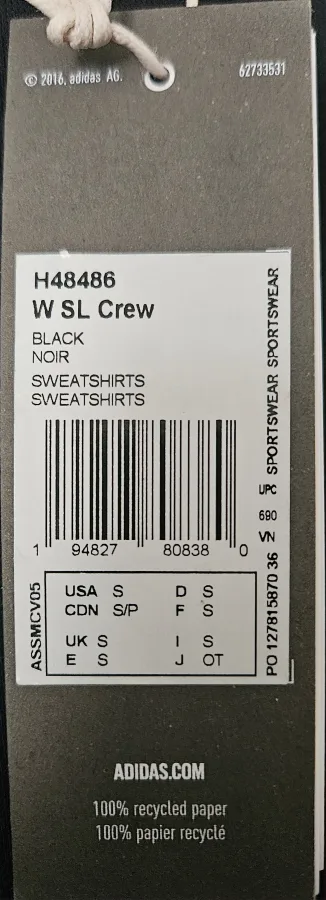 © 2016, adidas AG.
62733531
H48486
W SL Crew
BLACK
NOIR
SWEATSHIRTS
SWEATSHIRTS
1 94827 80838 0
SPORTSWEAR SPORTSWEAR
UPC
680
VN
PO 127815870 36
ASSMCV05
USA S D S
CDN S/P F S
UK S I S
E S J OT
ADIDAS.COM
100% recycled paper
100% papier recyclé